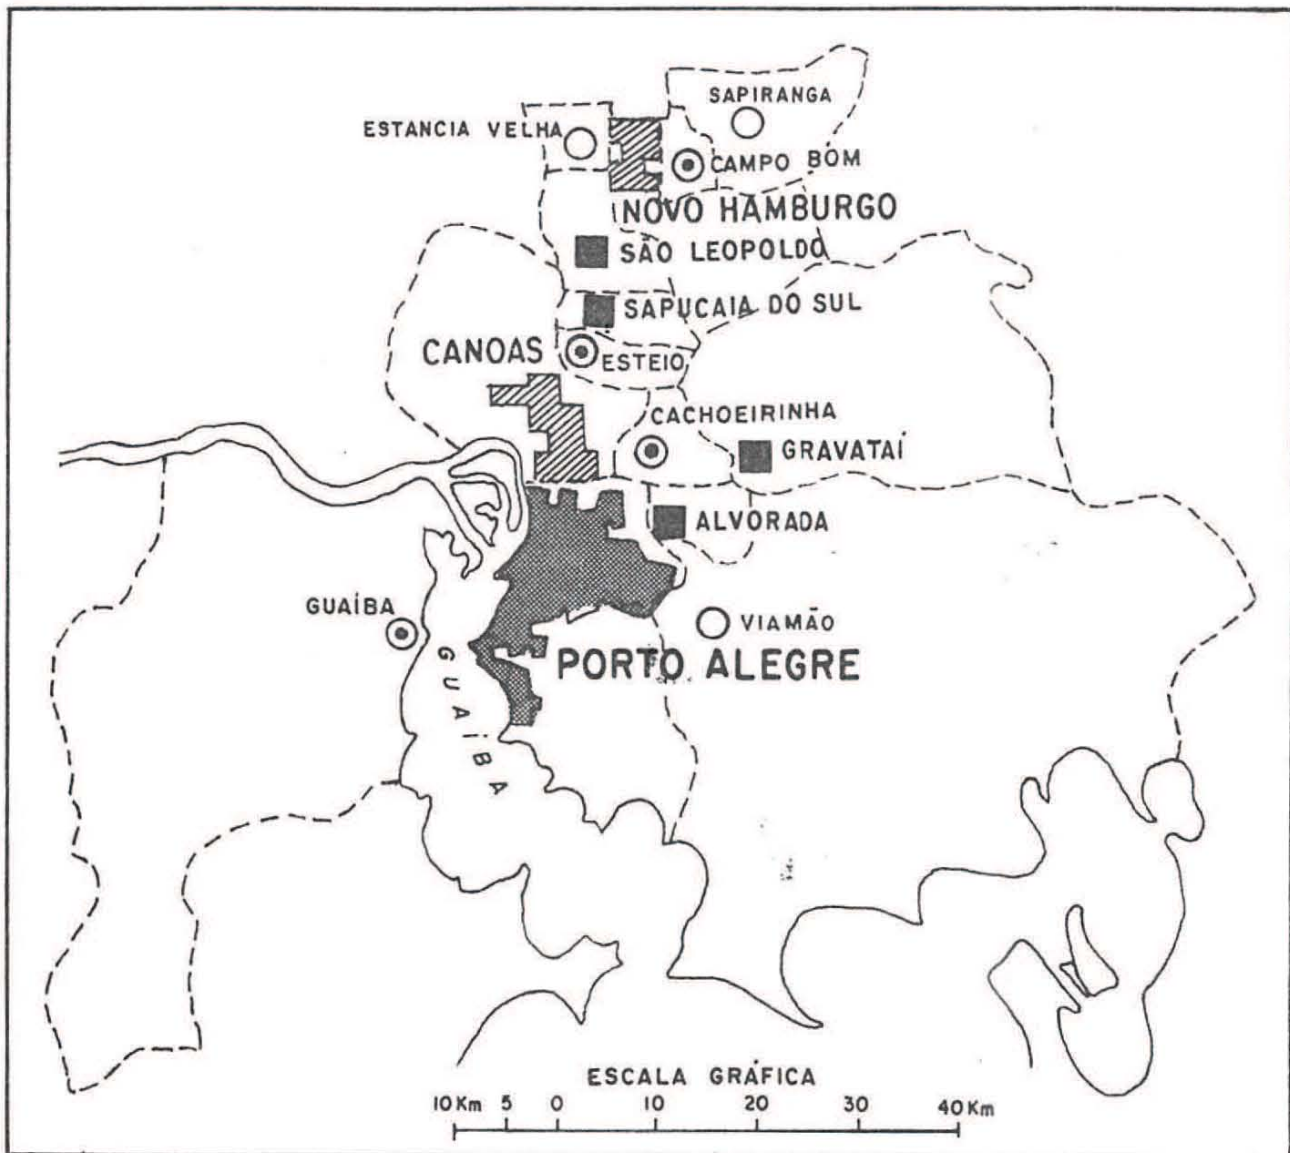 SAPIRANGA
ESTANCIA VELHA
CAMPO BOM
NOVO HAMBURGO
SÃO LEOPOLDO
SAPUCAIA DO SUL
CANOAS
ESTEIO
CACHOEIRINHA
GRAVATAÍ
ALVORADA
GUAÍBA
VIAMÃO
PORTO ALEGRE
GUAÍBA
ESCALA GRÁFICA
10 Km 5 0 10 20 30 40 Km